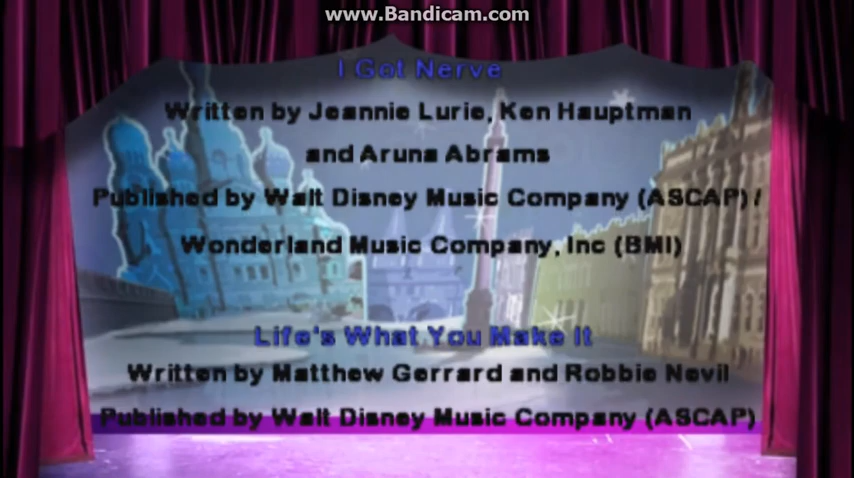 www.Bandicam.com
I Got Nerve
Written by Jeannie Lurie, Ken Hauptman
and Aruna Abrams
Published by Walt Disney Music Company (ASCAP) /
Wonderland Music Company, Inc (BMI)
Life's What You Make It
Written by Matthew Gerrard and Robbie Nevil
Published by Walt Disney Music Company (ASCAP)